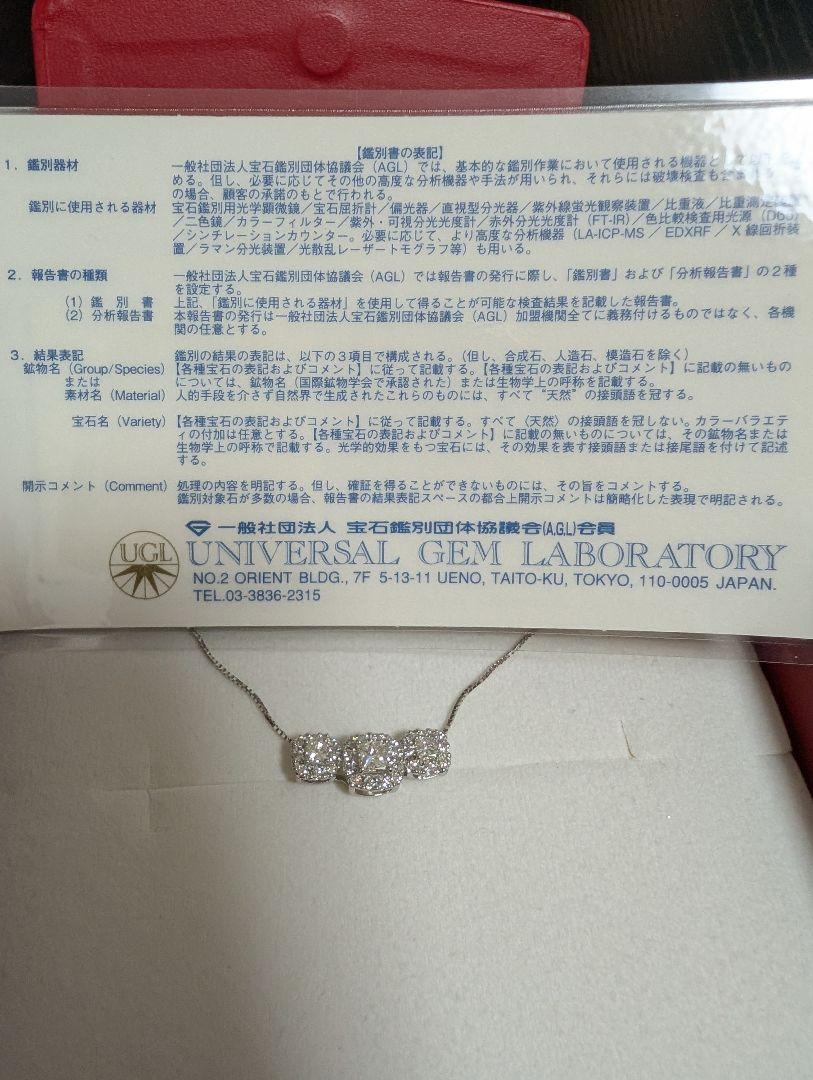 【鑑別書の表記】
1．鑑別器材 一般社団法人宝石鑑別団体協議会（AGL）では、基本的な鑑別作業において使用される機器と
める。但し、必要に応じてその他の高度な分析機器や手法が用いられ、それらには破壊検査も含
の場合、顧客の承諾のもとで行われる。
鑑別に使用される器材 宝石鑑別用光学顕微鏡／宝石屈折計／偏光器／直視型分光器／紫外線蛍光観察装置／比重液／比重測定
／二色鏡／カラーフィルター／紫外・可視分光光度計／赤外分光光度計（FT-IR）／色比較検査用光源（D65）
／シンチレーションカウンター。必要に応じて、より高度な分析機器（LA-ICP-MS ／ EDXRF ／ X 線回析装
置／ラマン分光装置／光散乱レーザートモグラフ等）も用いる。
2．報告書の種類 一般社団法人宝石鑑別団体協議会（AGL）では報告書の発行に際し、「鑑別書」および「分析報告書」の２種
を設定する。
（1）鑑 別 書 上記、「鑑別に使用される器材」を使用して得ることが可能な検査結果を記載した報告書。
（2）分析報告書 本報告書の発行は一般社団法人宝石鑑別団体協議会（AGL）加盟機関全てに義務付けるものではなく、各機
関の任意とする。
3．結果表記 鑑別の結果の表記は、以下の３項目で構成される。（但し、合成石、人造石、模造石を除く）
鉱物名（Group/Species） 【各種宝石の表記およびコメント】に従って記載する。【各種宝石の表記およびコメント】に記載の無いもの
または については、鉱物名（国際鉱物学会で承認された）または生物学上の呼称を記載する。
素材名（Material） 人的手段を介さず自然界で生成されたこれらのものには、すべて“天然”の接頭語を冠する。
宝石名（Variety） 【各種宝石の表記およびコメント】に従って記載する。すべて〈天然〉の接頭語を冠しない。カラーバラエテ
ィの付加は任意とする。【各種宝石の表記およびコメント】に記載の無いものについては、その鉱物名または
生物学上の呼称で記載する。光学的効果をもつ宝石には、その効果を表す接頭語または接尾語を付けて記述
する。
開示コメント（Comment） 処理の内容を明記する。但し、確証を得ることができないものには、その旨をコメントする。
鑑別対象石が多数の場合、報告書の結果表記スペースの都合上開示コメントは簡略化した表現で明記される。
一般社団法人 宝石鑑別団体協議会(A.G.L)会員
UGL UNIVERSAL GEM LABORATORY
NO.2 ORIENT BLDG., 7F 5-13-11 UENO, TAITO-KU, TOKYO, 110-0005 JAPAN.
TEL.03-3836-2315